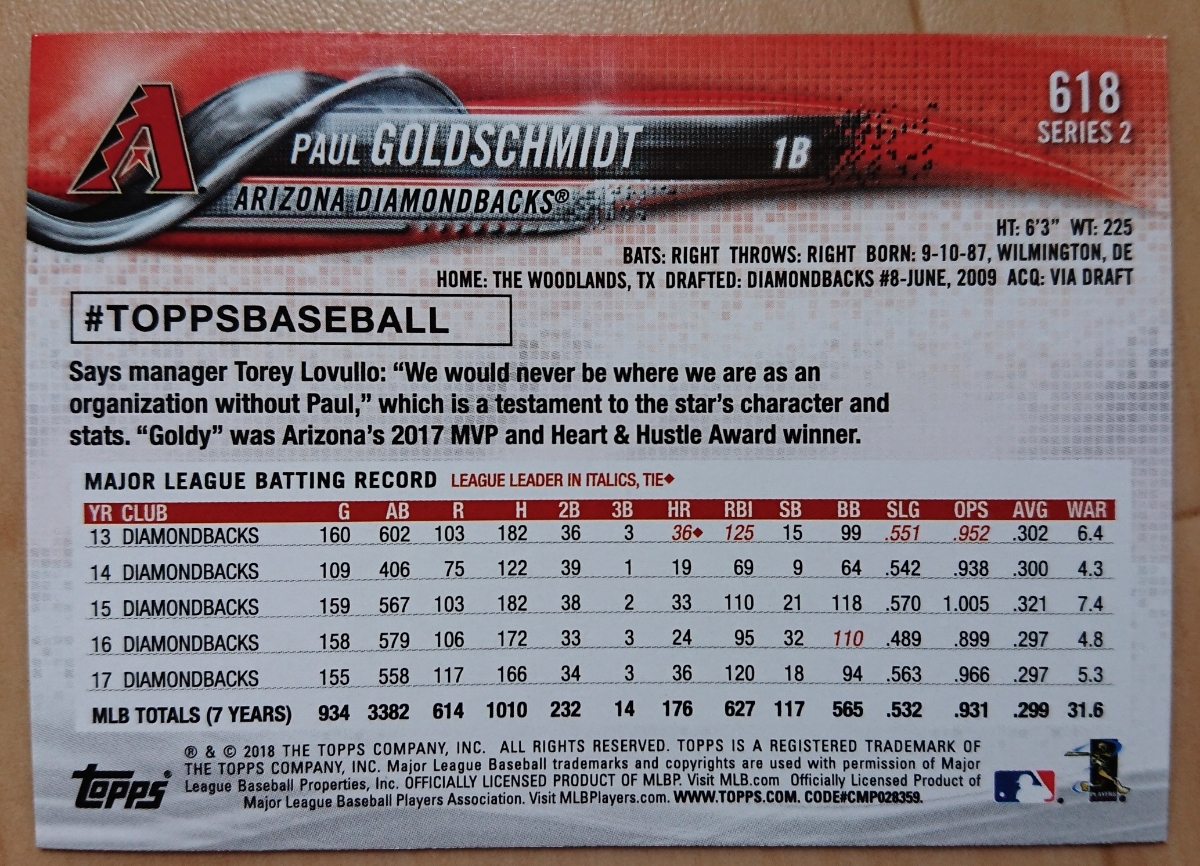 618
SERIES 2
PAUL GOLDSCHMIDT 1B
ARIZONA DIAMONDBACKS®
HT: 6'3" WT: 225
BATS: RIGHT THROWS: RIGHT BORN: 9-10-87, WILMINGTON, DE
HOME: THE WOODLANDS, TX DRAFTED: DIAMONDBACKS #8-JUNE, 2009 ACQ: VIA DRAFT
#TOPPSBASEBALL
Says manager Torey Lovullo: “We would never be where we are as an
organization without Paul,” which is a testament to the star’s character and
stats. “Goldy” was Arizona’s 2017 MVP and Heart & Hustle Award winner.
MAJOR LEAGUE BATTING RECORD LEAGUE LEADER IN ITALICS, TIE◆
YR CLUB G AB R H 2B 3B HR RBI SB BB SLG OPS AVG WAR
13 DIAMONDBACKS 160 602 103 182 36 3 36◆ 125 15 99 .551 .952 .302 6.4
14 DIAMONDBACKS 109 406 75 122 39 1 19 69 9 64 .542 .938 .300 4.3
15 DIAMONDBACKS 159 567 103 182 38 2 33 110 21 118 .570 1.005 .321 7.4
16 DIAMONDBACKS 158 579 106 172 33 3 24 95 32 110 .489 .899 .297 4.8
17 DIAMONDBACKS 155 558 117 166 34 3 36 120 18 94 .563 .966 .297 5.3
MLB TOTALS (7 YEARS) 934 3382 614 1010 232 14 176 627 117 565 .532 .931 .299 31.6
® & © 2018 THE TOPPS COMPANY, INC. ALL RIGHTS RESERVED. TOPPS IS A REGISTERED TRADEMARK OF
THE TOPPS COMPANY, INC. Major League Baseball trademarks and copyrights are used with permission of Major
League Baseball Properties, Inc. OFFICIALLY LICENSED PRODUCT OF MLBP. Visit MLB.com Officially Licensed Product of
Major League Baseball Players Association. Visit MLBPlayers.com. WWW.TOPPS.COM. CODE#CMP028359.
topps®